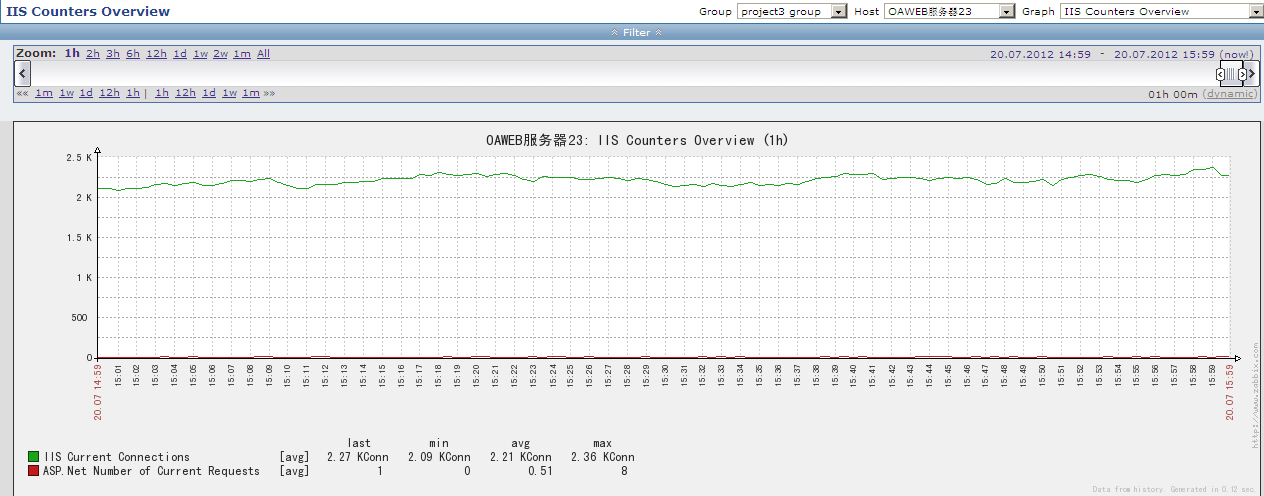 IIS Counters Overview Group project3 group Host OAWEB服务器23 Graph IIS Counters Overview
Filter
Zoom: 1h 2h 3h 6h 12h 1d 1w 2w 1m All 20.07.2012 14:59 - 20.07.2012 15:59 (now!)
«« 1m 1w 1d 12h 1h | 1h 12h 1d 1w 1m »» 01h 00m (dynamic)
OAWEB服务器23: IIS Counters Overview (1h)
2.5 K
2 K
1.5 K
1 K
500
0
20.07 14:59 15:01 15:02 15:03 15:04 15:05 15:06 15:07 15:08 15:09 15:10 15:11 15:12 15:13 15:14 15:15 15:16 15:17 15:18 15:19 15:20 15:21 15:22 15:23 15:24 15:25 15:26 15:27 15:28 15:29 15:30 15:31 15:32 15:33 15:34 15:35 15:36 15:37 15:38 15:39 15:40 15:41 15:42 15:43 15:44 15:45 15:46 15:47 15:48 15:49 15:50 15:51 15:52 15:53 15:54 15:55 15:56 15:57 15:58 15:59 20.07 15:59
http://www.zabbix.com
last min avg max
IIS Current Connections [avg] 2.27 KConn 2.09 KConn 2.21 KConn 2.36 KConn
ASP.Net Number of Current Requests [avg] 1 0 0.51 8
Data from history. Generated in 0.12 sec.